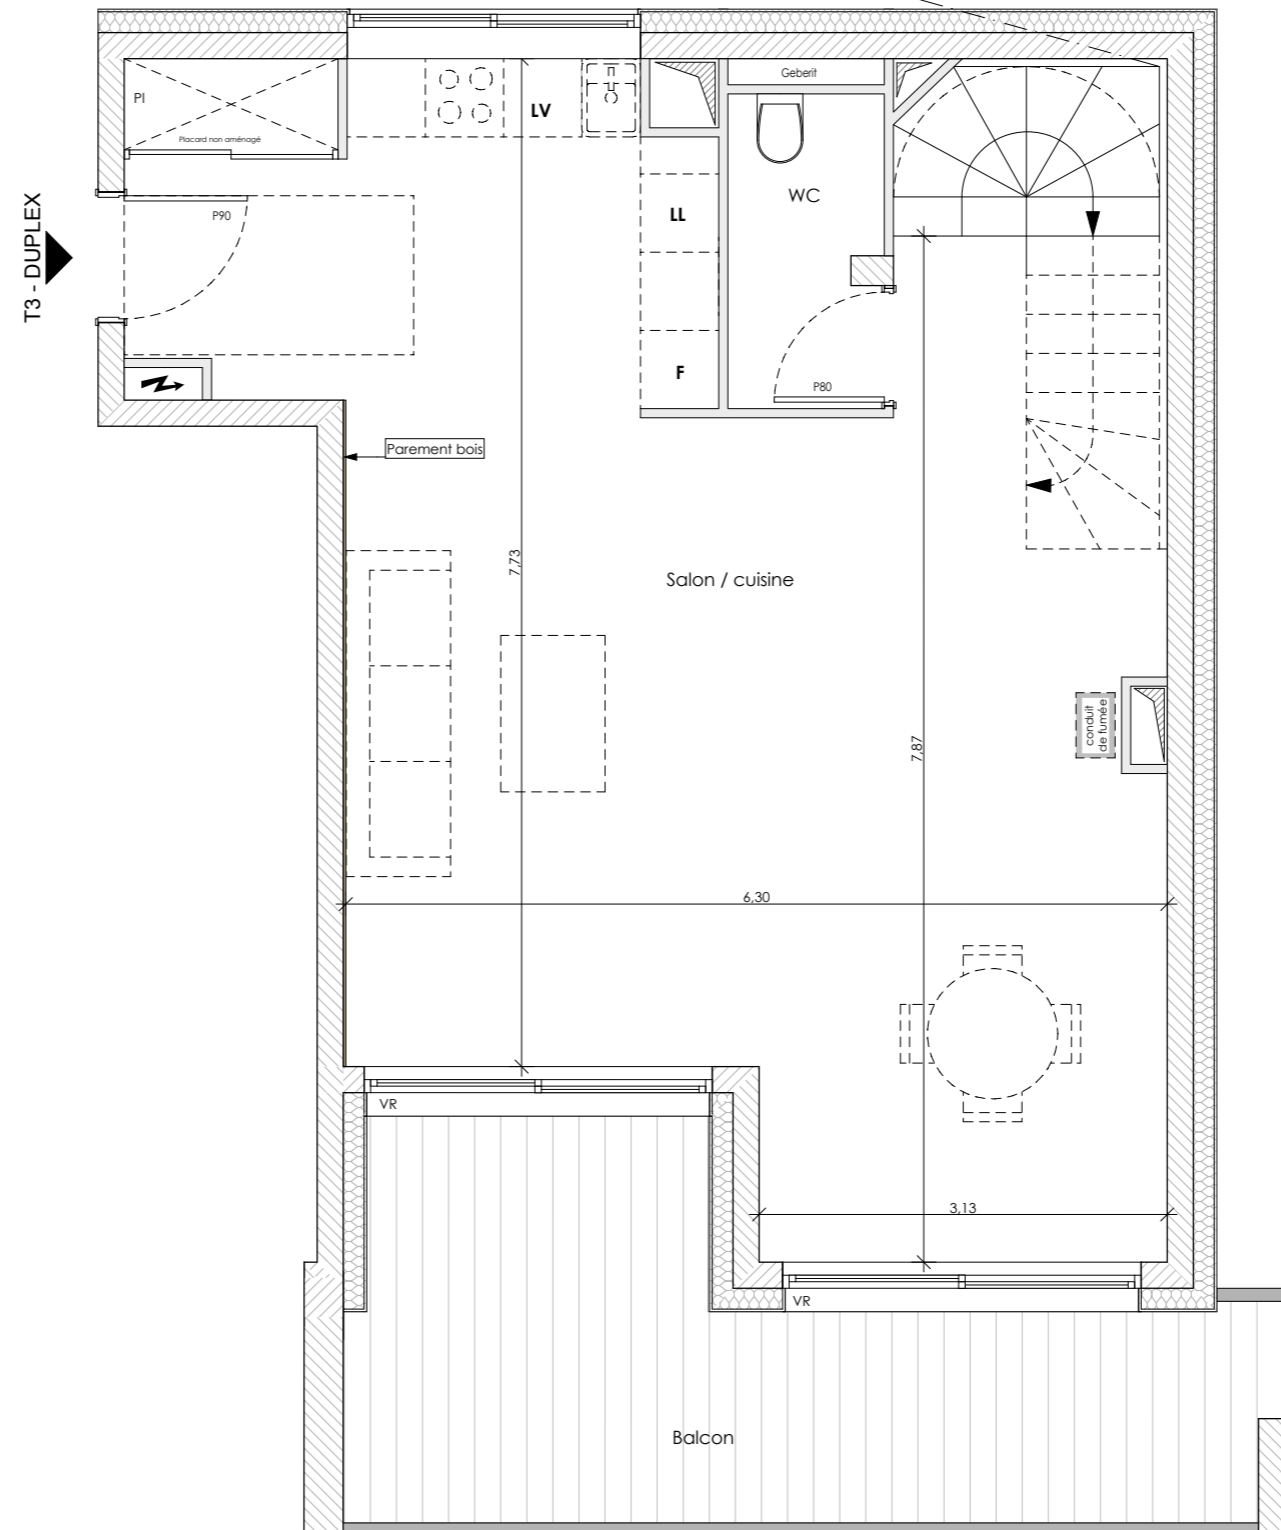 Geberit
PI
LV
Placard non aménagé
T3 - DUPLEX
P90
LL
WC
F
P80
Parement bois
7,73
Salon / cuisine
conduit
de fumée
7,87
6,30
VR
3,13
VR
Balcon